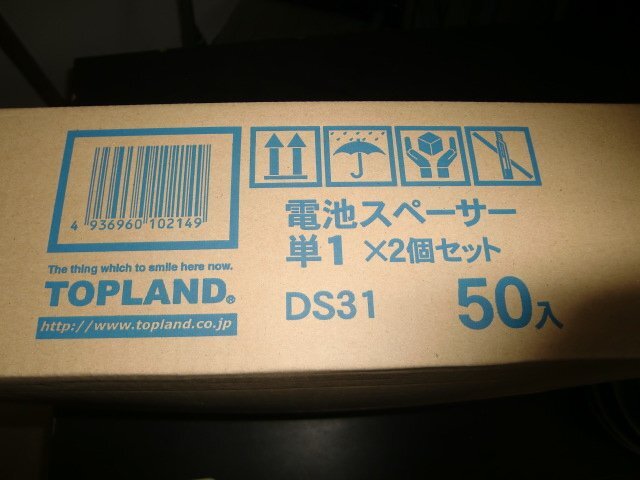 4 936960 102149
The thing which to smile here now.
TOPLAND®
http://www.topland.co.jp
電池スペーサー
単1 ×2個セット
DS31 50入